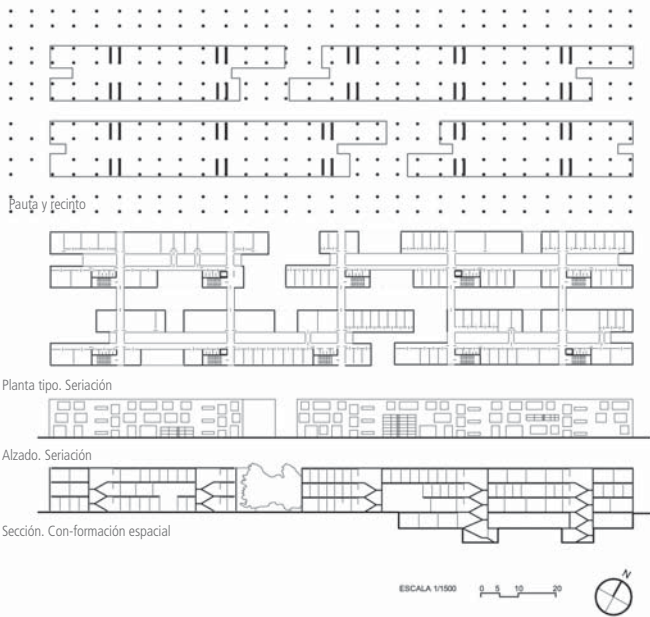 Pauta y recinto
Planta tipo. Seriación
Alzado. Seriación
Sección. Con-formación espacial
ESCALA 1/1500 0 5 10 20
N